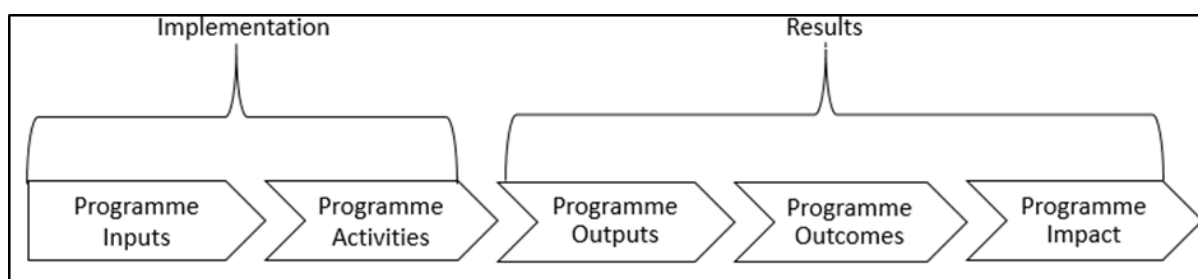 Implementation
Results
Programme
Inputs
Programme
Activities
Programme
Outputs
Programme
Outcomes
Programme
Impact